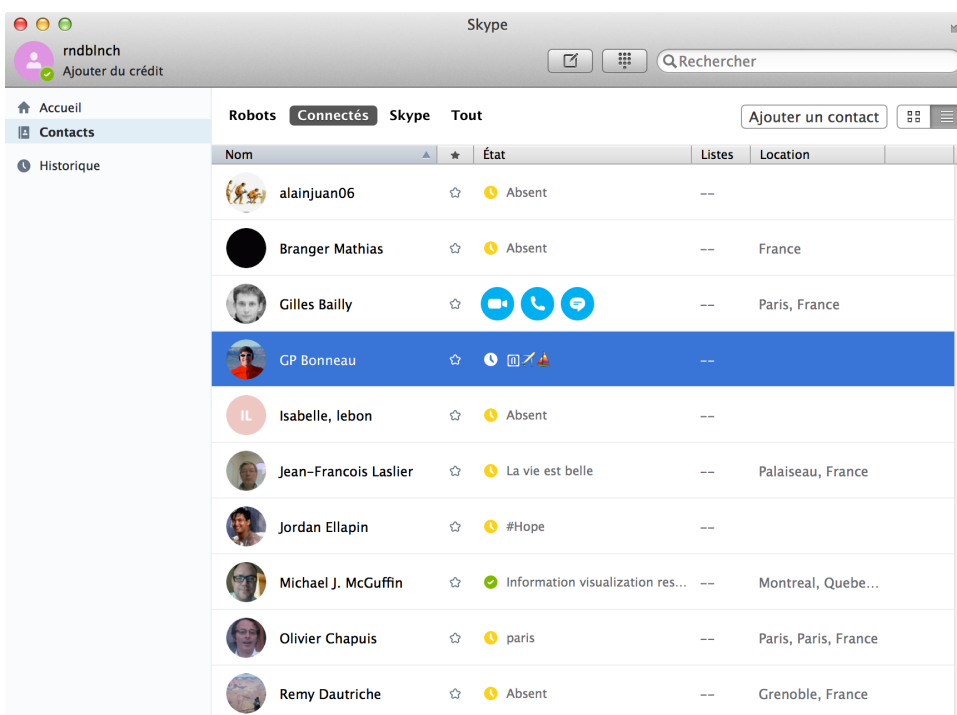 Skype
rndblnch
Ajouter du crédit
Rechercher
Accueil
Contacts
Historique
Robots Connectés Skype Tout
Ajouter un contact
Nom État Listes Location
alainjuan06 Absent --
Branger Mathias Absent -- France
Gilles Bailly -- Paris, France
GP Bonneau --
IL Isabelle, lebon Absent --
Jean-Francois Laslier La vie est belle -- Palaiseau, France
Jordan Ellapin #Hope --
Michael J. McGuffin Information visualization res... -- Montreal, Quebe...
Olivier Chapuis paris -- Paris, Paris, France
Remy Dautriche Absent -- Grenoble, France